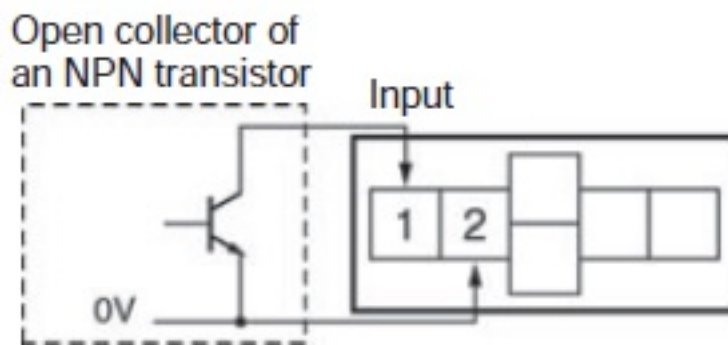 Open collector of
an NPN transistor
Input
1 2
0V